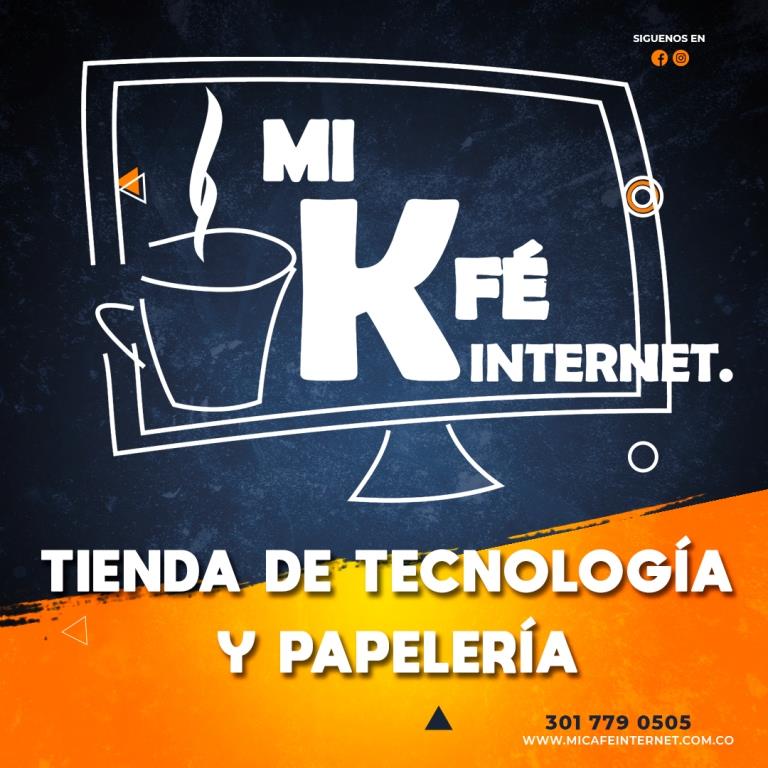 SIGUENOS EN
MI
K FÉ
INTERNET.
TIENDA DE TECNOLOGÍA
Y PAPELERÍA
301 779 0505
WWW.MICAFEINTERNET.COM.CO